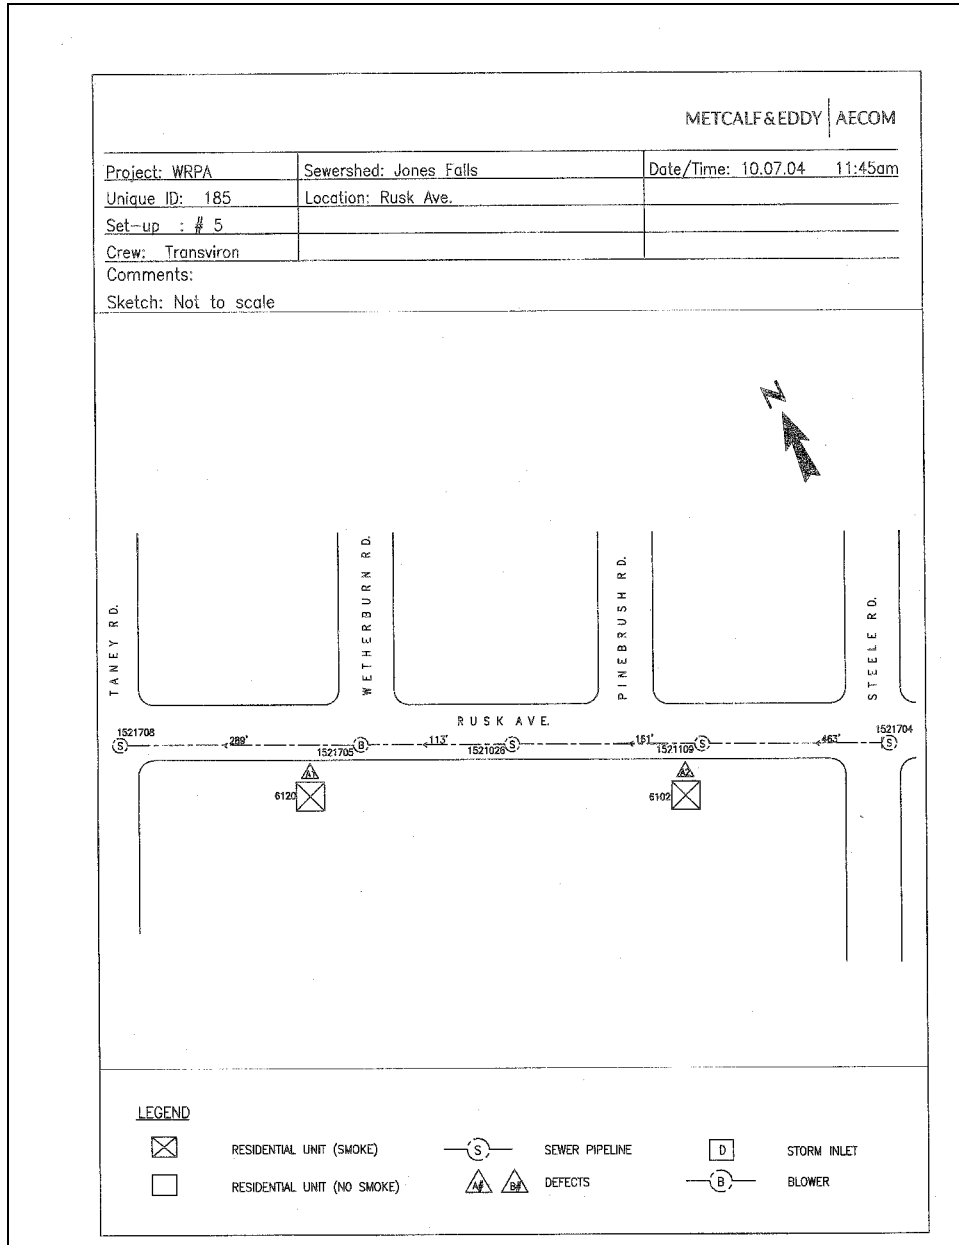 METCALF & EDDY | AECOM
Project: WRPA Sewershed: Jones Falls Date/Time: 10.07.04 11:45am
Unique ID: 185 Location: Rusk Ave.
Set-up : # 5
Crew: Transviron
Comments:
Sketch: Not to scale
N
TANEY RD.
WETHERBURN RD.
PINEBRUSH RD.
STEELE RD.
RUSK AVE.
1521708 1521704
S 289' B 113' S 161' S 463' S
1521705 1521026 1521109
A1 A2
6120 6102
LEGEND
RESIDENTIAL UNIT (SMOKE) S SEWER PIPELINE D STORM INLET
RESIDENTIAL UNIT (NO SMOKE) A# B# DEFECTS B BLOWER